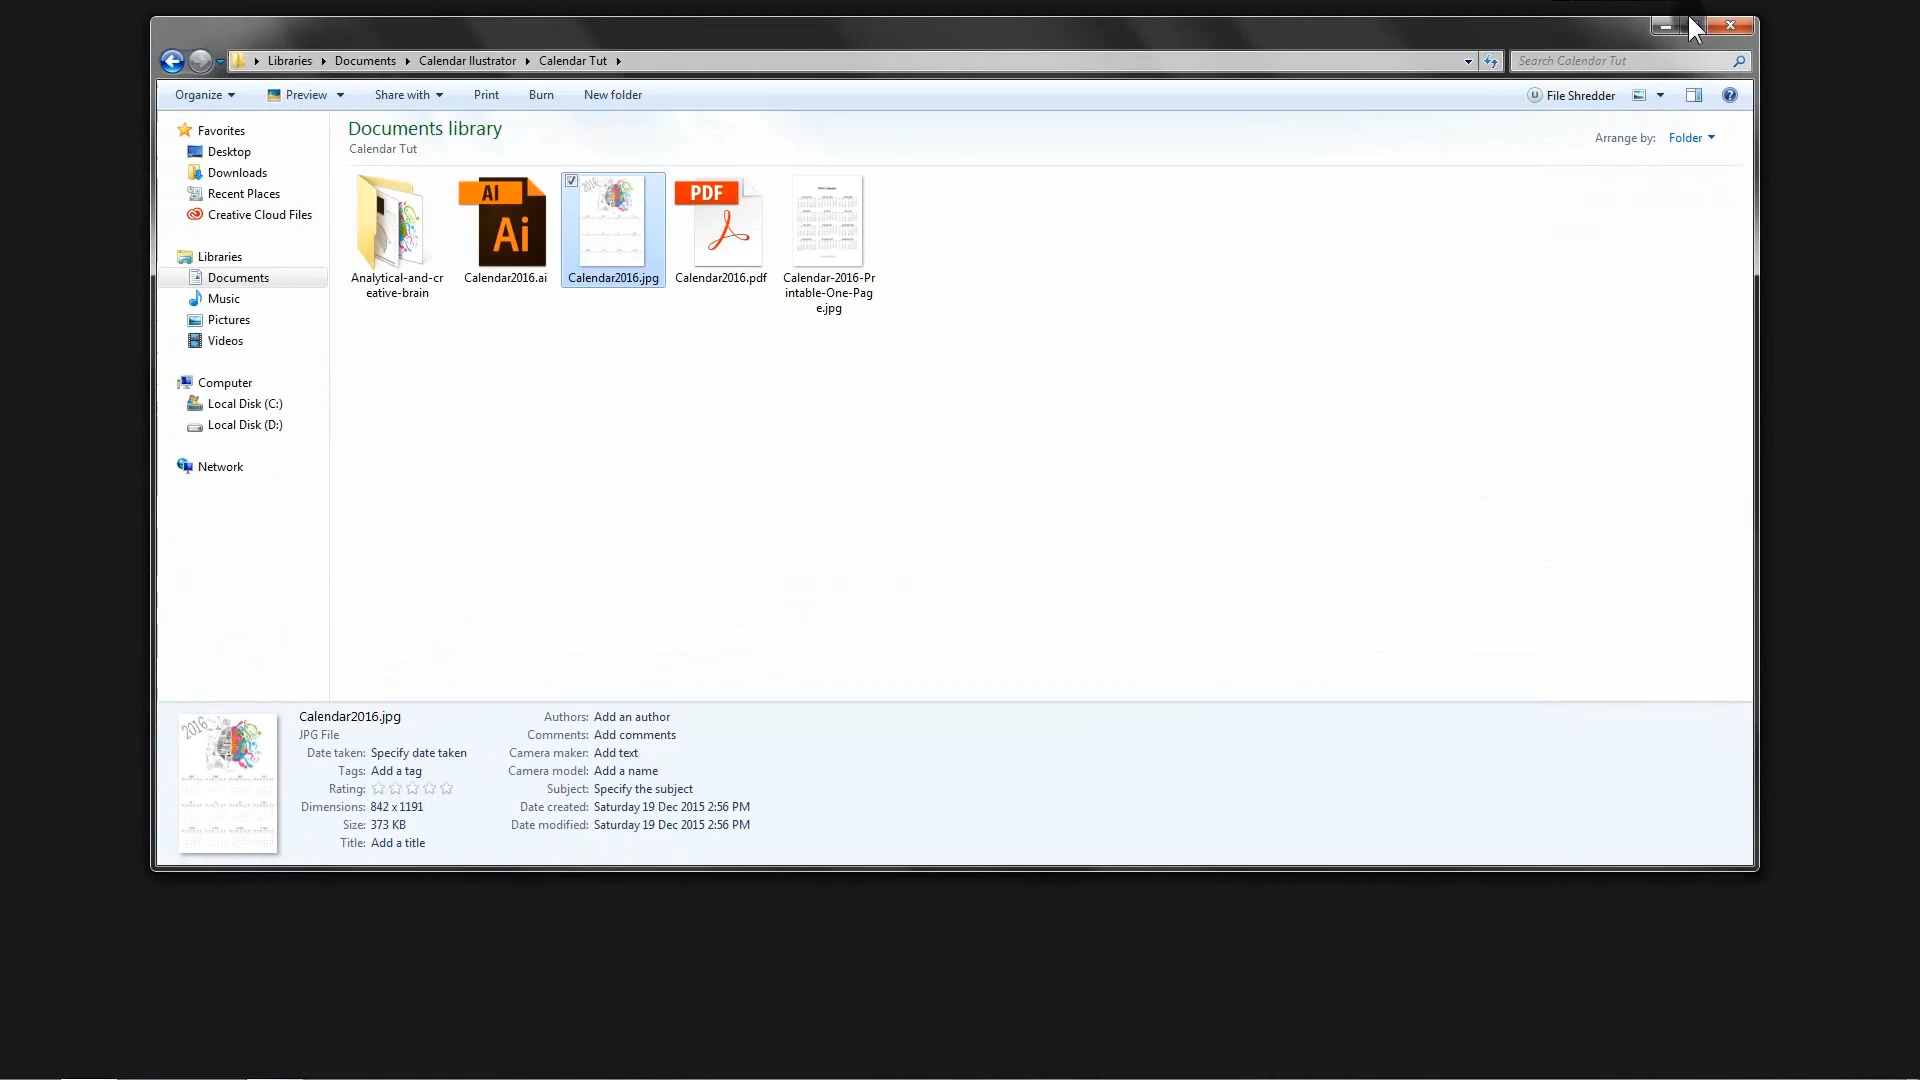 Libraries Documents Calendar Ilustrator Calendar Tut
Search Calendar Tut
Organize Preview Share with Print Burn New folder
File Shredder
Favorites
Desktop
Downloads
Recent Places
Creative Cloud Files
Libraries
Documents
Music
Pictures
Videos
Computer
Local Disk (C:)
Local Disk (D:)
Network
Documents library
Calendar Tut
Arrange by: Folder
Analytical-and-cr
eative-brain
AI
Ai
Calendar2016.ai
2016
Calendar2016.jpg
PDF
Calendar2016.pdf
Calendar-2016-Pr
intable-One-Pag
e.jpg
2016
Calendar2016.jpg
JPG File
Date taken: Specify date taken
Tags: Add a tag
Rating:
Dimensions: 842 x 1191
Size: 373 KB
Title: Add a title
Authors: Add an author
Comments: Add comments
Camera maker: Add text
Camera model: Add a name
Subject: Specify the subject
Date created: Saturday 19 Dec 2015 2:56 PM
Date modified: Saturday 19 Dec 2015 2:56 PM